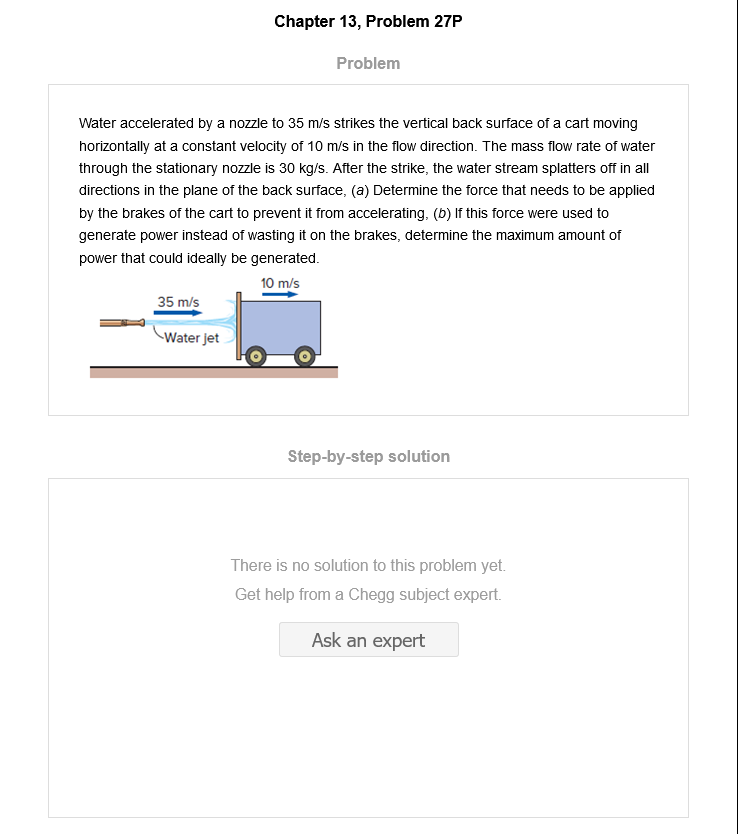 Chapter 13, Problem 27P
Problem
Water accelerated by a nozzle to 35 m/s strikes the vertical back surface of a cart moving
horizontally at a constant velocity of 10 m/s in the flow direction. The mass flow rate of water
through the stationary nozzle is 30 kg/s. After the strike, the water stream splatters off in all
directions in the plane of the back surface, (a) Determine the force that needs to be applied
by the brakes of the cart to prevent it from accelerating, (b) If this force were used to
generate power instead of wasting it on the brakes, determine the maximum amount of
power that could ideally be generated.
10 m/s
35 m/s
Water jet
Step-by-step solution
There is no solution to this problem yet.
Get help from a Chegg subject expert.
Ask an expert